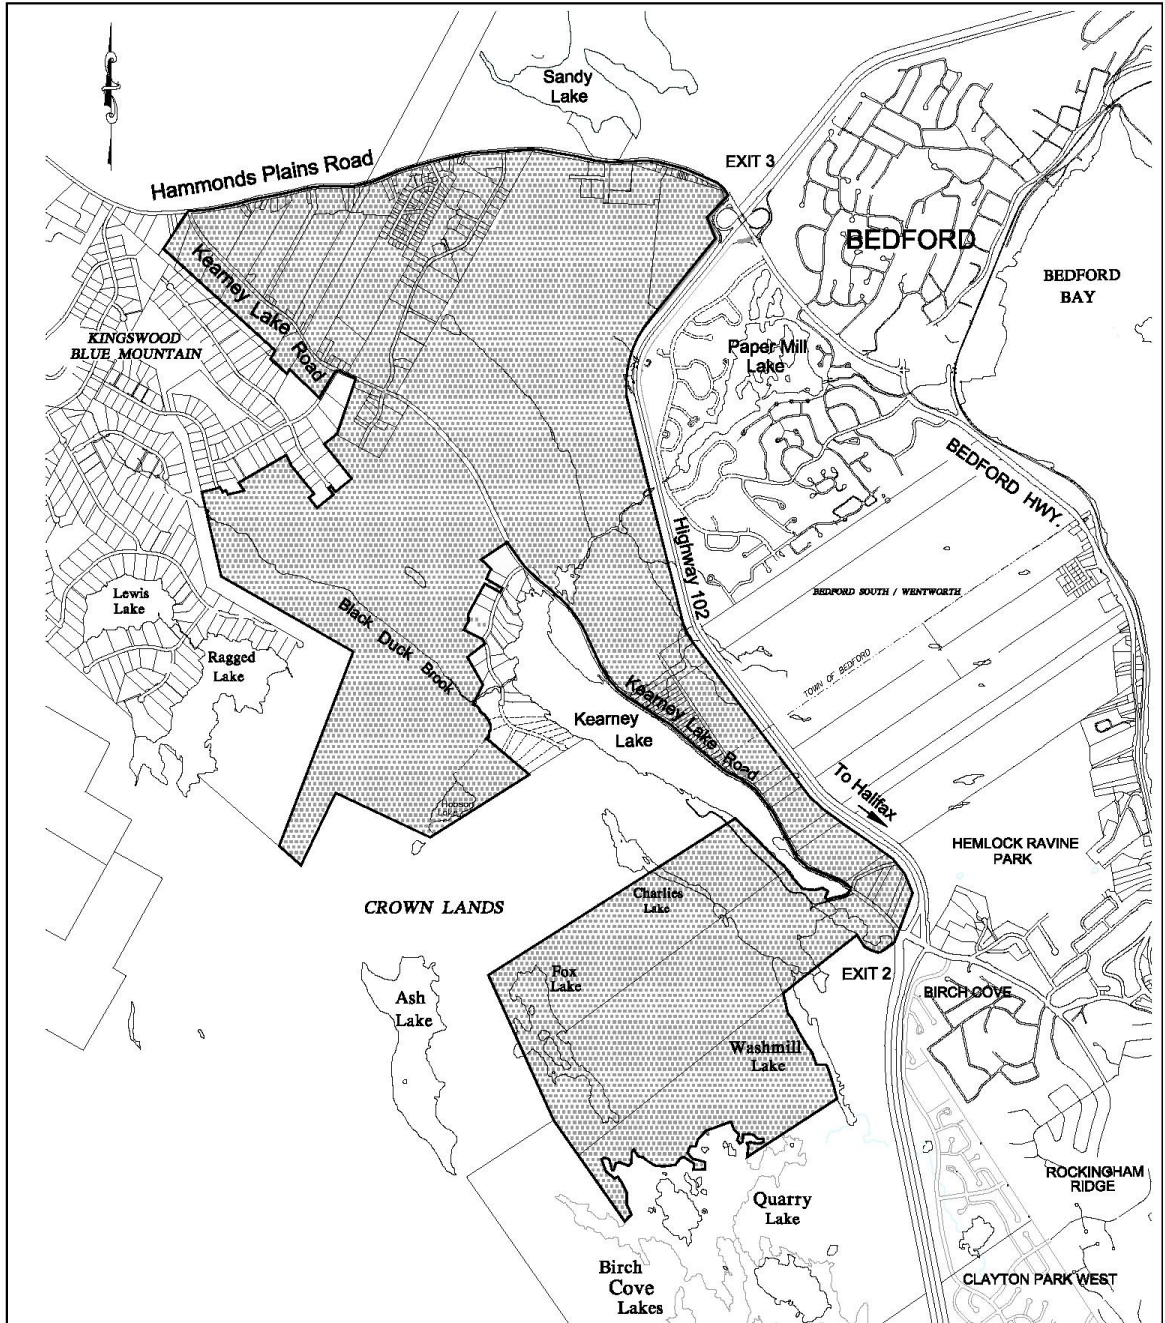 Sandy
Lake
EXIT 3
Hammonds Plains Road
BEDFORD
BEDFORD
BAY
Kearney Lake Road
KINGSWOOD
BLUE MOUNTAIN
Paper Mill
Lake
BEDFORD HWY.
Highway 102
Lewis
Lake
BEDFORD SOUTH / WENTWORTH
Black Duck Brook
Ragged
Lake
TOWN OF BEDFORD
Kearney Lake Road
Kearney
Lake
To Halifax
Hobson
Lake
HEMLOCK RAVINE
PARK
Charlies
Lake
CROWN LANDS
Fox
Lake
EXIT 2
Ash
Lake
BIRCH COVE
Washmill
Lake
ROCKINGHAM
RIDGE
Quarry
Lake
Birch
Cove
Lakes
CLAYTON PARK WEST